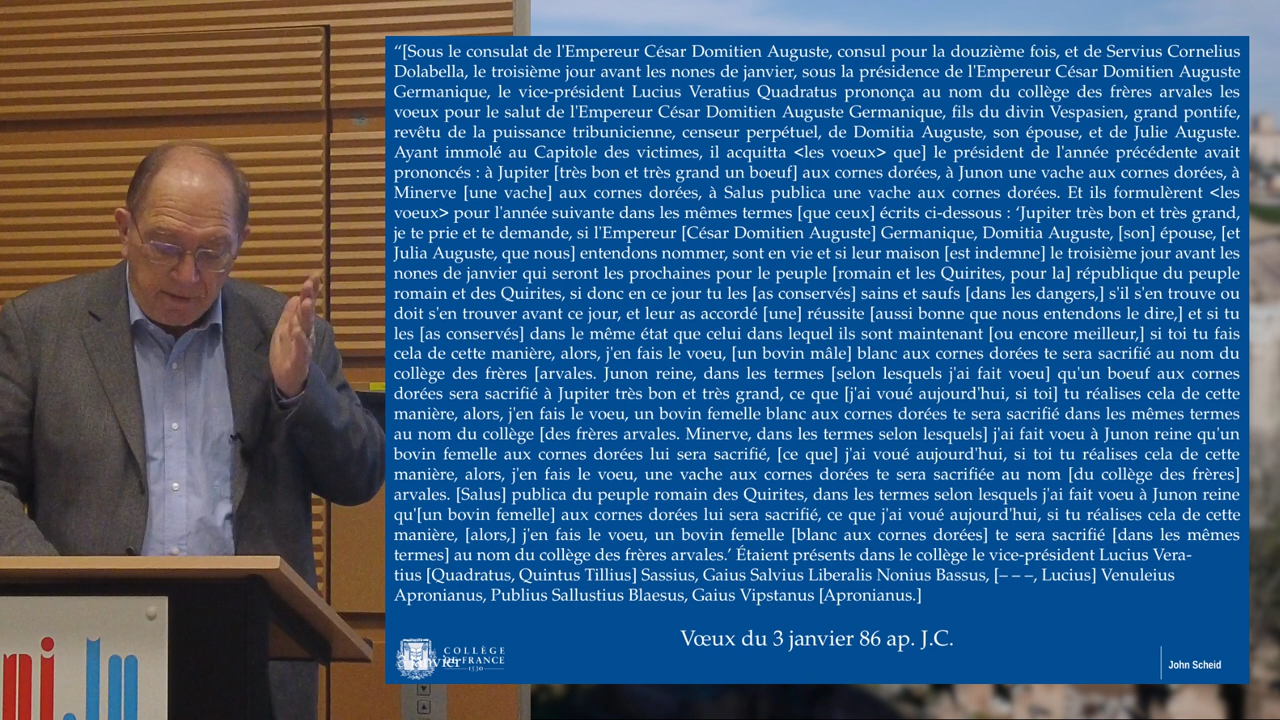 “[Sous le consulat de l'Empereur César Domitien Auguste, consul pour la douzième fois, et de Servius Cornelius
Dolabella, le troisième jour avant les nones de janvier, sous la présidence de l'Empereur César Domitien Auguste
Germanique, le vice-président Lucius Veratius Quadratus prononça au nom du collège des frères arvales les
voeux pour le salut de l'Empereur César Domitien Auguste Germanique, fils du divin Vespasien, grand pontife,
revêtu de la puissance tribunicienne, censeur perpétuel, de Domitia Auguste, son épouse, et de Julie Auguste.
Ayant immolé au Capitole des victimes, il acquitta <les voeux> que] le président de l'année précédente avait
prononcés : à Jupiter [très bon et très grand un boeuf] aux cornes dorées, à Junon une vache aux cornes dorées, à
Minerve [une vache] aux cornes dorées, à Salus publica une vache aux cornes dorées. Et ils formulèrent <les
voeux> pour l'année suivante dans les mêmes termes [que ceux] écrits ci-dessous : ‘Jupiter très bon et très grand,
je te prie et te demande, si l'Empereur [César Domitien Auguste] Germanique, Domitia Auguste, [son] épouse, [et
Julia Auguste, que nous] entendons nommer, sont en vie et si leur maison [est indemne] le troisième jour avant les
nones de janvier qui seront les prochaines pour le peuple [romain et les Quirites, pour la] république du peuple
romain et des Quirites, si donc en ce jour tu les [as conservés] sains et saufs [dans les dangers,] s'il s'en trouve ou
doit s'en trouver avant ce jour, et leur as accordé [une] réussite [aussi bonne que nous entendons le dire,] et si tu
les [as conservés] dans le même état que celui dans lequel ils sont maintenant [ou encore meilleur,] si toi tu fais
cela de cette manière, alors, j'en fais le voeu, [un bovin mâle] blanc aux cornes dorées te sera sacrifié au nom du
collège des frères [arvales. Junon reine, dans les termes [selon lesquels j'ai fait voeu] qu'un boeuf aux cornes
dorées sera sacrifié à Jupiter très bon et très grand, ce que [j'ai voué aujourd'hui, si toi] tu réalises cela de cette
manière, alors, j'en fais le voeu, un bovin femelle blanc aux cornes dorées te sera sacrifié dans les mêmes termes
au nom du collège [des frères arvales. Minerve, dans les termes selon lesquels] j'ai fait voeu à Junon reine qu'un
bovin femelle aux cornes dorées lui sera sacrifié, [ce que] j'ai voué aujourd'hui, si toi tu réalises cela de cette
manière, alors, j'en fais le voeu, une vache aux cornes dorées te sera sacrifiée au nom [du collège des frères]
arvales. [Salus] publica du peuple romain des Quirites, dans les termes selon lesquels j'ai fait voeu à Junon reine
qu'[un bovin femelle] aux cornes dorées lui sera sacrifié, ce que j'ai voué aujourd'hui, si tu réalises cela de cette
manière, [alors,] j'en fais le voeu, un bovin femelle [blanc aux cornes dorées] te sera sacrifié [dans les mêmes
termes] au nom du collège des frères arvales.’ Étaient présents dans le collège le vice-président Lucius Vera-
tius [Quadratus, Quintus Tillius] Sassius, Gaius Salvius Liberalis Nonius Bassus, [– – –, Lucius] Venuleius
Apronianus, Publius Sallustius Blaesus, Gaius Vipstanus [Apronianus.]
Vœux du 3 janvier 86 ap. J.C.
COLLÈGE
DE FRANCE
1530
John Scheid